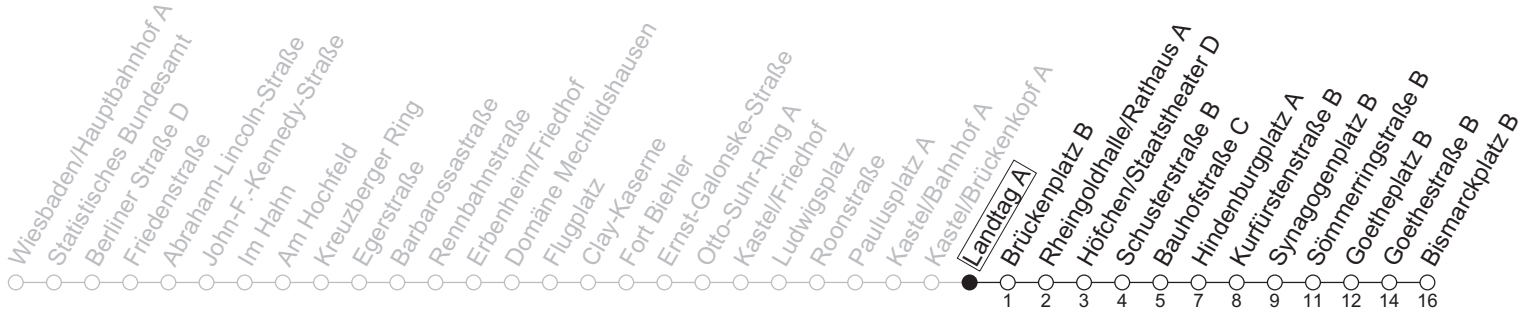 Wiesbaden/Hauptbahnhof A
Statistisches Bundesamt
Berliner Straße D
Friedenstraße
Abraham-Lincoln-Straße
John-F.-Kennedy-Straße
Im Hahn
Am Hochfeld
Kreuzberger Ring
Egerstraße
Barbarossastraße
Rennbahnstraße
Erbenheim/Friedhof
Domäne Mechtildshausen
Flugplatz
Clay-Kaserne
Fort Biehler
Ernst-Galonske-Straße
Otto-Suhr-Ring A
Kastel/Friedhof
Ludwigsplatz
Roonstraße
Paulusplatz A
Kastel/Bahnhof A
Kastel/Brückenkopf A
Landtag A
Brückenplatz B
Rheingoldhalle/Rathaus A
Höfchen/Staatstheater D
Schusterstraße B
Bauhofstraße C
Hindenburgplatz A
Kurfürstenstraße B
Synagogenplatz B
Sömmerringstraße B
Goetheplatz B
Goethestraße B
Bismarckplatz B
1 2 3 4 5 7 8 9 11 12 14 16